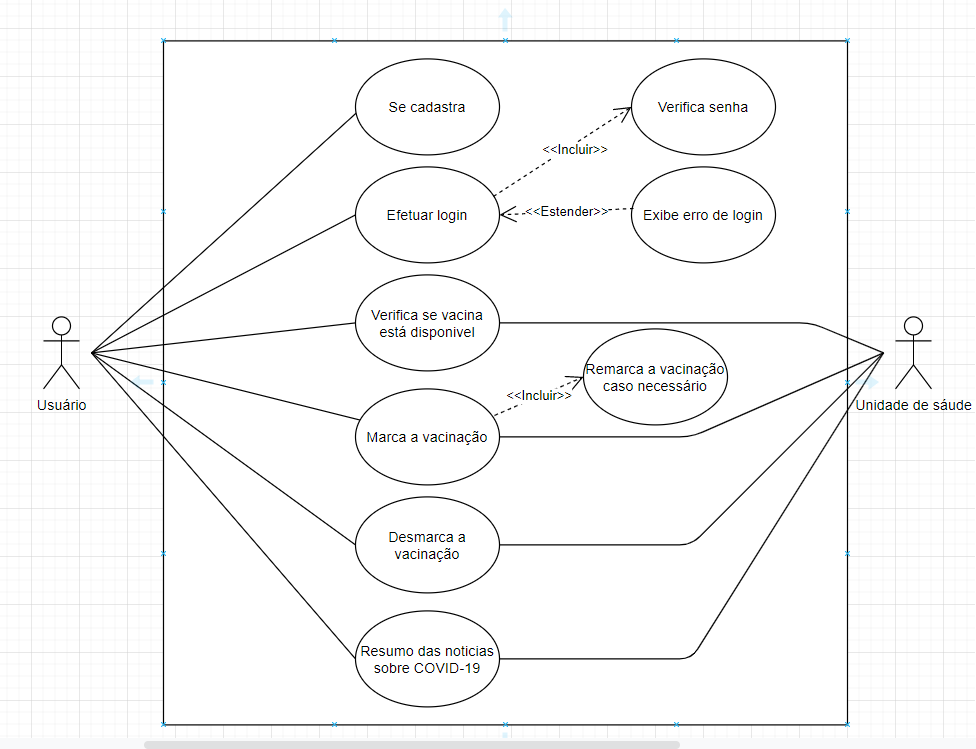 Se cadastra
Verifica senha
<<Incluir>>
Efetuar login
<<Estender>>
Exibe erro de login
Verifica se vacina
está disponivel
Remarca a vacinação
caso necessário
<<Incluir>>
Usuário
Unidade de sáude
Marca a vacinação
Desmarca a
vacinação
Resumo das noticias
sobre COVID-19